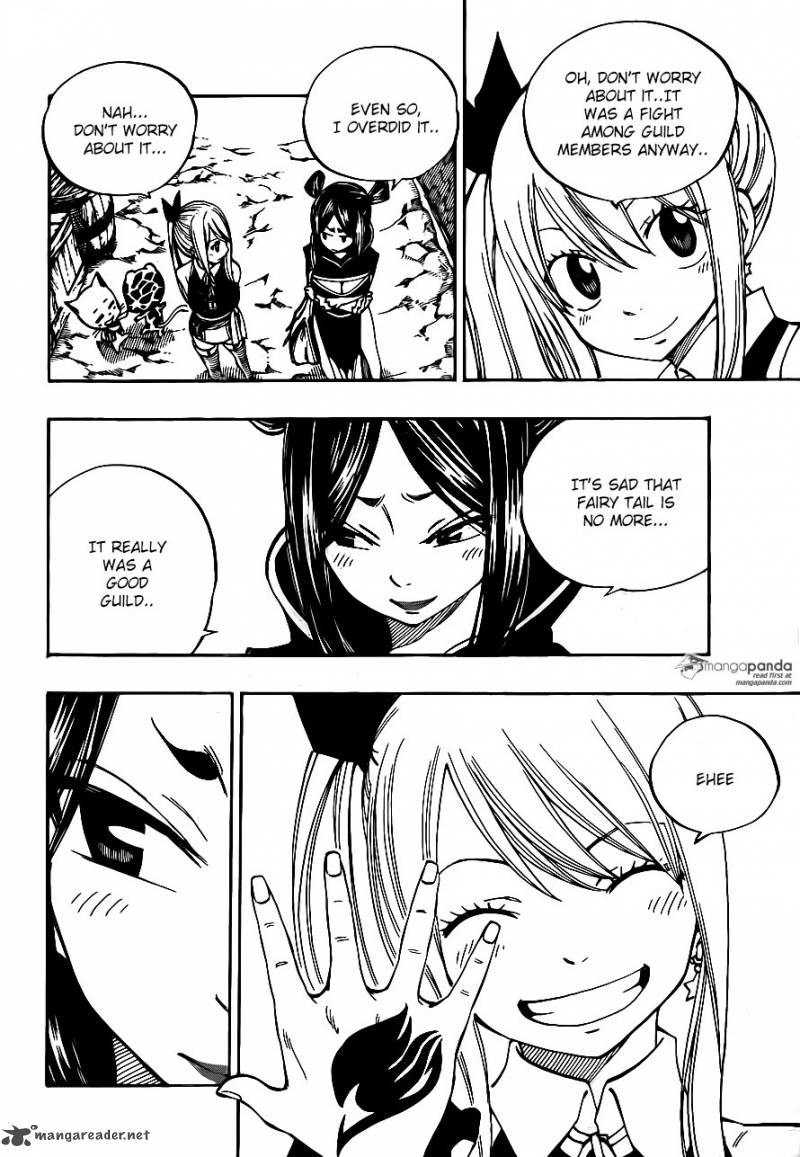 OH, DON'T WORRY
ABOUT IT..IT
WAS A FIGHT
AMONG GUILD
MEMBERS ANYWAY..
EVEN SO,
I OVERDID IT..
NAH...
DON'T WORRY
ABOUT IT...
IT'S SAD THAT
FAIRY TAIL IS
NO MORE...
IT REALLY
WAS A
GOOD
GUILD..
mangapanda
read first at
mangapanda.com
EHEE
mangareader.net